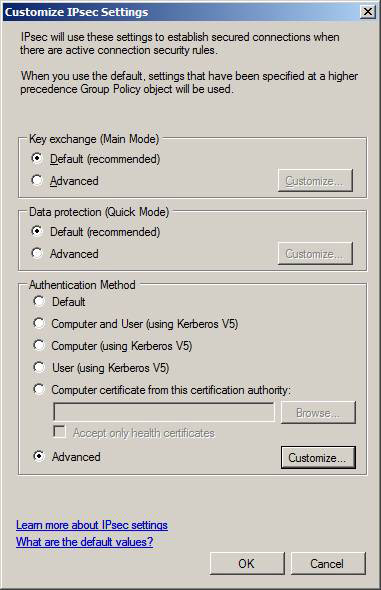 Customize IPsec Settings
IPsec will use these settings to establish secured connections when
there are active connection security rules.
When you use the default, settings that have been specified at a higher
precedence Group Policy object will be used.
Key exchange (Main Mode)
Default (recommended)
Advanced
Customize...
Data protection (Quick Mode)
Default (recommended)
Advanced
Customize...
Authentication Method
Default
Computer and User (using Kerberos V5)
Computer (using Kerberos V5)
User (using Kerberos V5)
Computer certificate from this certification authority:
Browse...
Accept only health certificates
Advanced
Customize...
Learn more about IPsec settings
What are the default values?
OK
Cancel